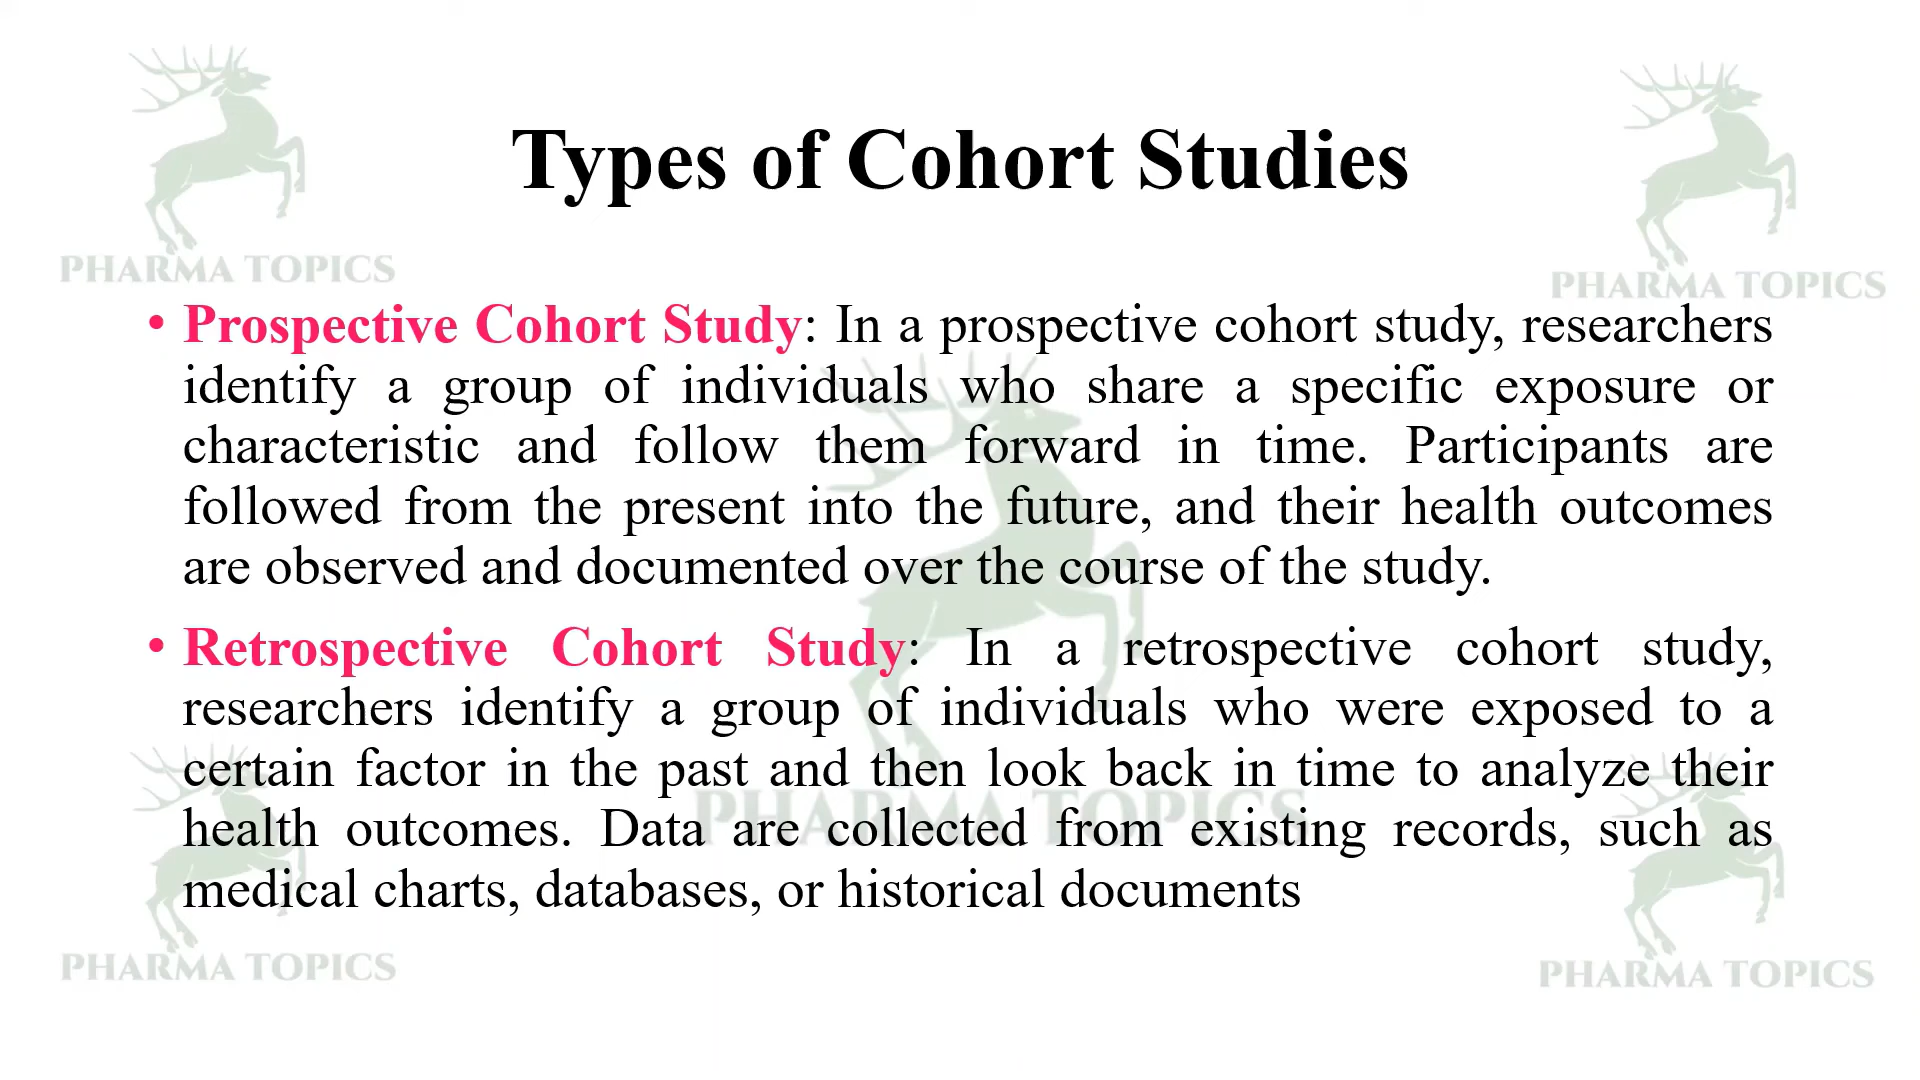 PHARMA TOPICS
PHARMA TOPICS
Types of Cohort Studies
• Prospective Cohort Study: In a prospective cohort study, researchers
identify a group of individuals who share a specific exposure or
characteristic and follow them forward in time. Participants are
followed from the present into the future, and their health outcomes
are observed and documented over the course of the study.
• Retrospective Cohort Study: In a retrospective cohort study,
researchers identify a group of individuals who were exposed to a
certain factor in the past and then look back in time to analyze their
health outcomes. Data are collected from existing records, such as
medical charts, databases, or historical documents
PHARMA TOPICS
PHARMA TOPICS
PHARMA TOPICS